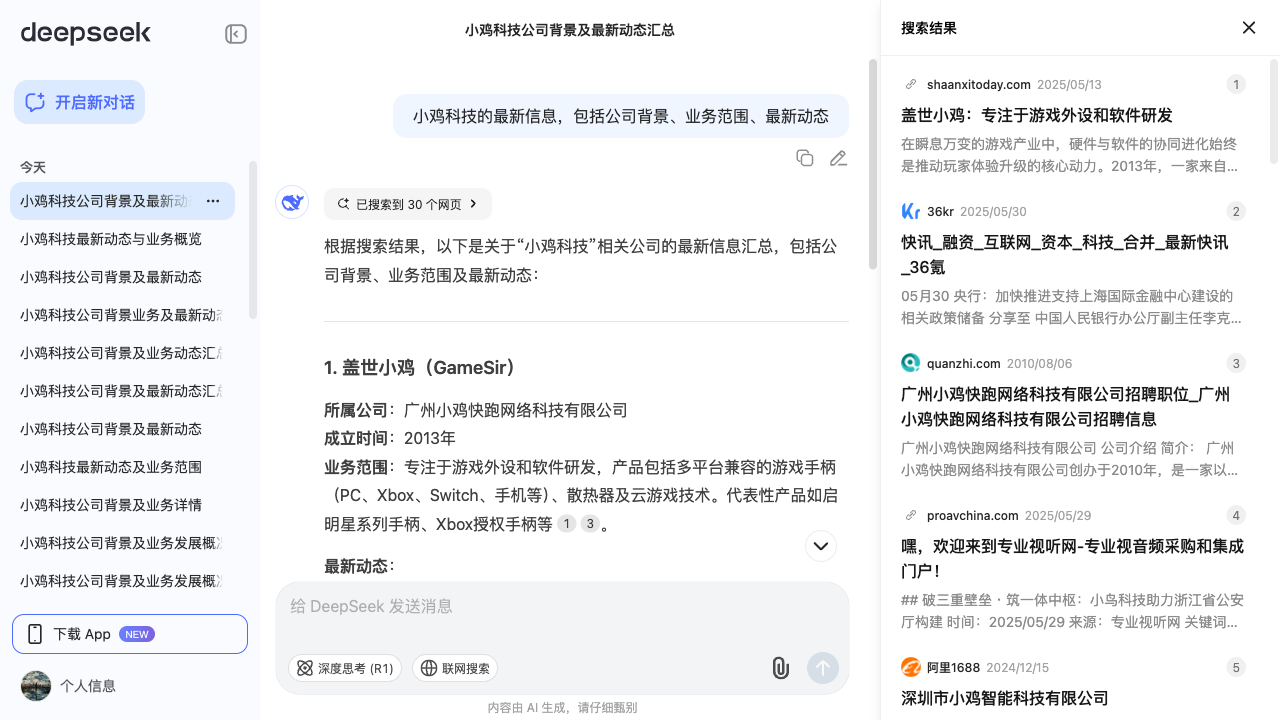 deepseek
开启新对话
今天
小鸡科技公司背景及最新动
小鸡科技最新动态与业务概览
小鸡科技公司背景及最新动态
小鸡科技公司背景业务及最新动态
小鸡科技公司背景及业务动态汇总
小鸡科技公司背景及最新动态汇总
小鸡科技公司背景及最新动态
小鸡科技最新动态及业务范围
小鸡科技公司背景及业务详情
小鸡科技公司背景及业务发展概况
小鸡科技公司背景及业务发展概况
下载 App NEW
个人信息
小鸡科技公司背景及最新动态汇总
小鸡科技的最新信息，包括公司背景、业务范围、最新动态
已搜索到 30 个网页
根据搜索结果，以下是关于“小鸡科技”相关公司的最新信息汇总，包括公
司背景、业务范围及最新动态：
1. 盖世小鸡（GameSir）
所属公司：广州小鸡快跑网络科技有限公司
成立时间：2013年
业务范围：专注于游戏外设和软件研发，产品包括多平台兼容的游戏手柄
（PC、Xbox、Switch、手机等）、散热器及云游戏技术。代表性产品如启
明星系列手柄、Xbox授权手柄等 1 3 。
最新动态：
给 DeepSeek 发送消息
深度思考 (R1) 联网搜索
内容由 AI 生成，请仔细甄别
搜索结果
shaanxitoday.com 2025/05/13 1
盖世小鸡：专注于游戏外设和软件研发
在瞬息万变的游戏产业中，硬件与软件的协同进化始终
是推动玩家体验升级的核心动力。2013年，一家来自...
36kr 2025/05/30 2
快讯_融资_互联网_资本_科技_合并_最新快讯
_36氪
05月30 央行：加快推进支持上海国际金融中心建设的
相关政策储备 分享至 中国人民银行办公厅副主任李克...
quanzhi.com 2010/08/06 3
广州小鸡快跑网络科技有限公司招聘职位_广州
小鸡快跑网络科技有限公司招聘信息
广州小鸡快跑网络科技有限公司 公司介绍 简介： 广州
小鸡快跑网络科技有限公司创办于2010年，是一家以...
proavchina.com 2025/05/29 4
嘿，欢迎来到专业视听网-专业视音频采购和集成
门户！
## 破三重壁垒・筑一体中枢：小鸟科技助力浙江省公安
厅构建 时间：2025/05/29 来源：专业视听网 关键词...
阿里1688 2024/12/15 5
深圳市小鸡智能科技有限公司